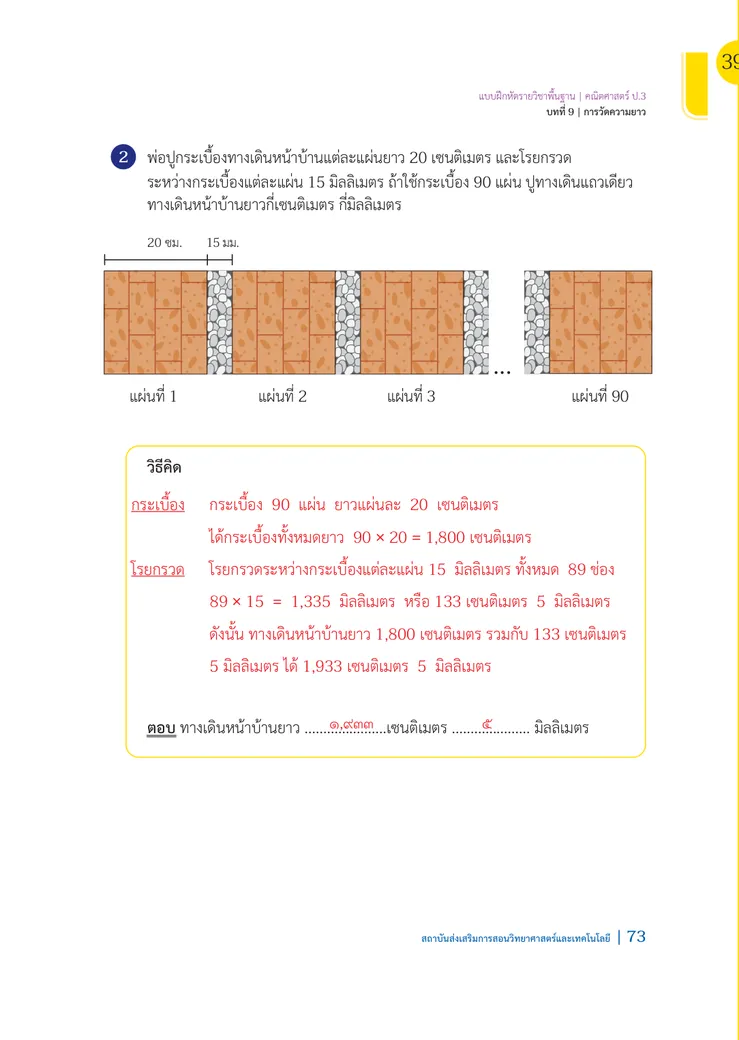 39
แบบฝึกหัดรายวิชาพื้นฐาน | คณิตศาสตร์ ป.3
บทที่ 9 | การวัดความยาว
2 พ่อปูกระเบื้องทางเดินหน้าบ้านแต่ละแผ่นยาว 20 เซนติเมตร และโรยกรวด
ระหว่างกระเบื้องแต่ละแผ่น 15 มิลลิเมตร ถ้าใช้กระเบื้อง 90 แผ่น ปูทางเดินแถวเดียว
ทางเดินหน้าบ้านยาวกี่เซนติเมตร กี่มิลลิเมตร
20 ซม. 15 มม.
...
แผ่นที่ 1 แผ่นที่ 2 แผ่นที่ 3 แผ่นที่ 90
วิธีคิด
กระเบื้อง กระเบื้อง 90 แผ่น ยาวแผ่นละ 20 เซนติเมตร
ได้กระเบื้องทั้งหมดยาว 90 × 20 = 1,800 เซนติเมตร
โรยกรวด โรยกรวดระหว่างกระเบื้องแต่ละแผ่น 15 มิลลิเมตร ทั้งหมด 89 ช่อง
89 × 15 = 1,335 มิลลิเมตร หรือ 133 เซนติเมตร 5 มิลลิเมตร
ดังนั้น ทางเดินหน้าบ้านยาว 1,800 เซนติเมตร รวมกับ 133 เซนติเมตร
5 มิลลิเมตร ได้ 1,933 เซนติเมตร 5 มิลลิเมตร
ตอบ ทางเดินหน้าบ้านยาว ......๑,๙๓๓......เซนติเมตร ......๕...... มิลลิเมตร
สถาบันส่งเสริมการสอนวิทยาศาสตร์และเทคโนโลยี | 73